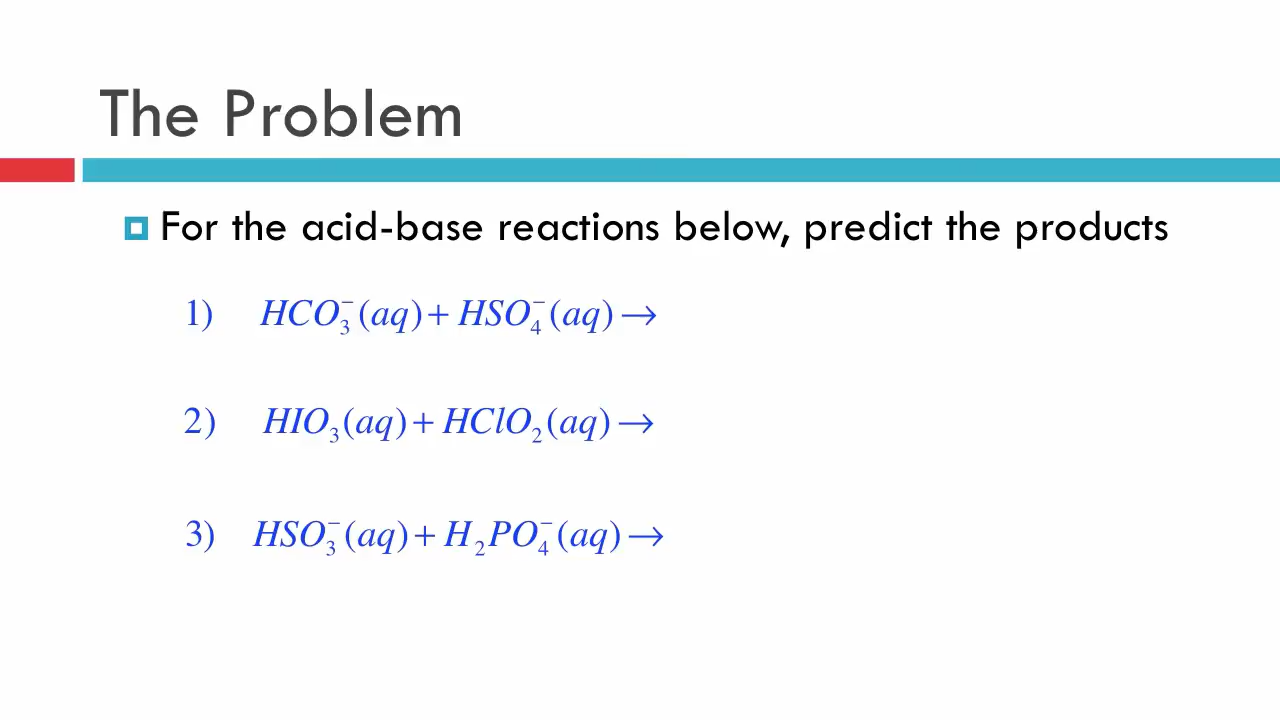 The Problem
For the acid-base reactions below, predict the products
1) HCO₃⁻(aq) + HSO₄⁻(aq) →
2) HIO₃(aq) + HClO₂(aq) →
3) HSO₃⁻(aq) + H₂PO₄⁻(aq) →